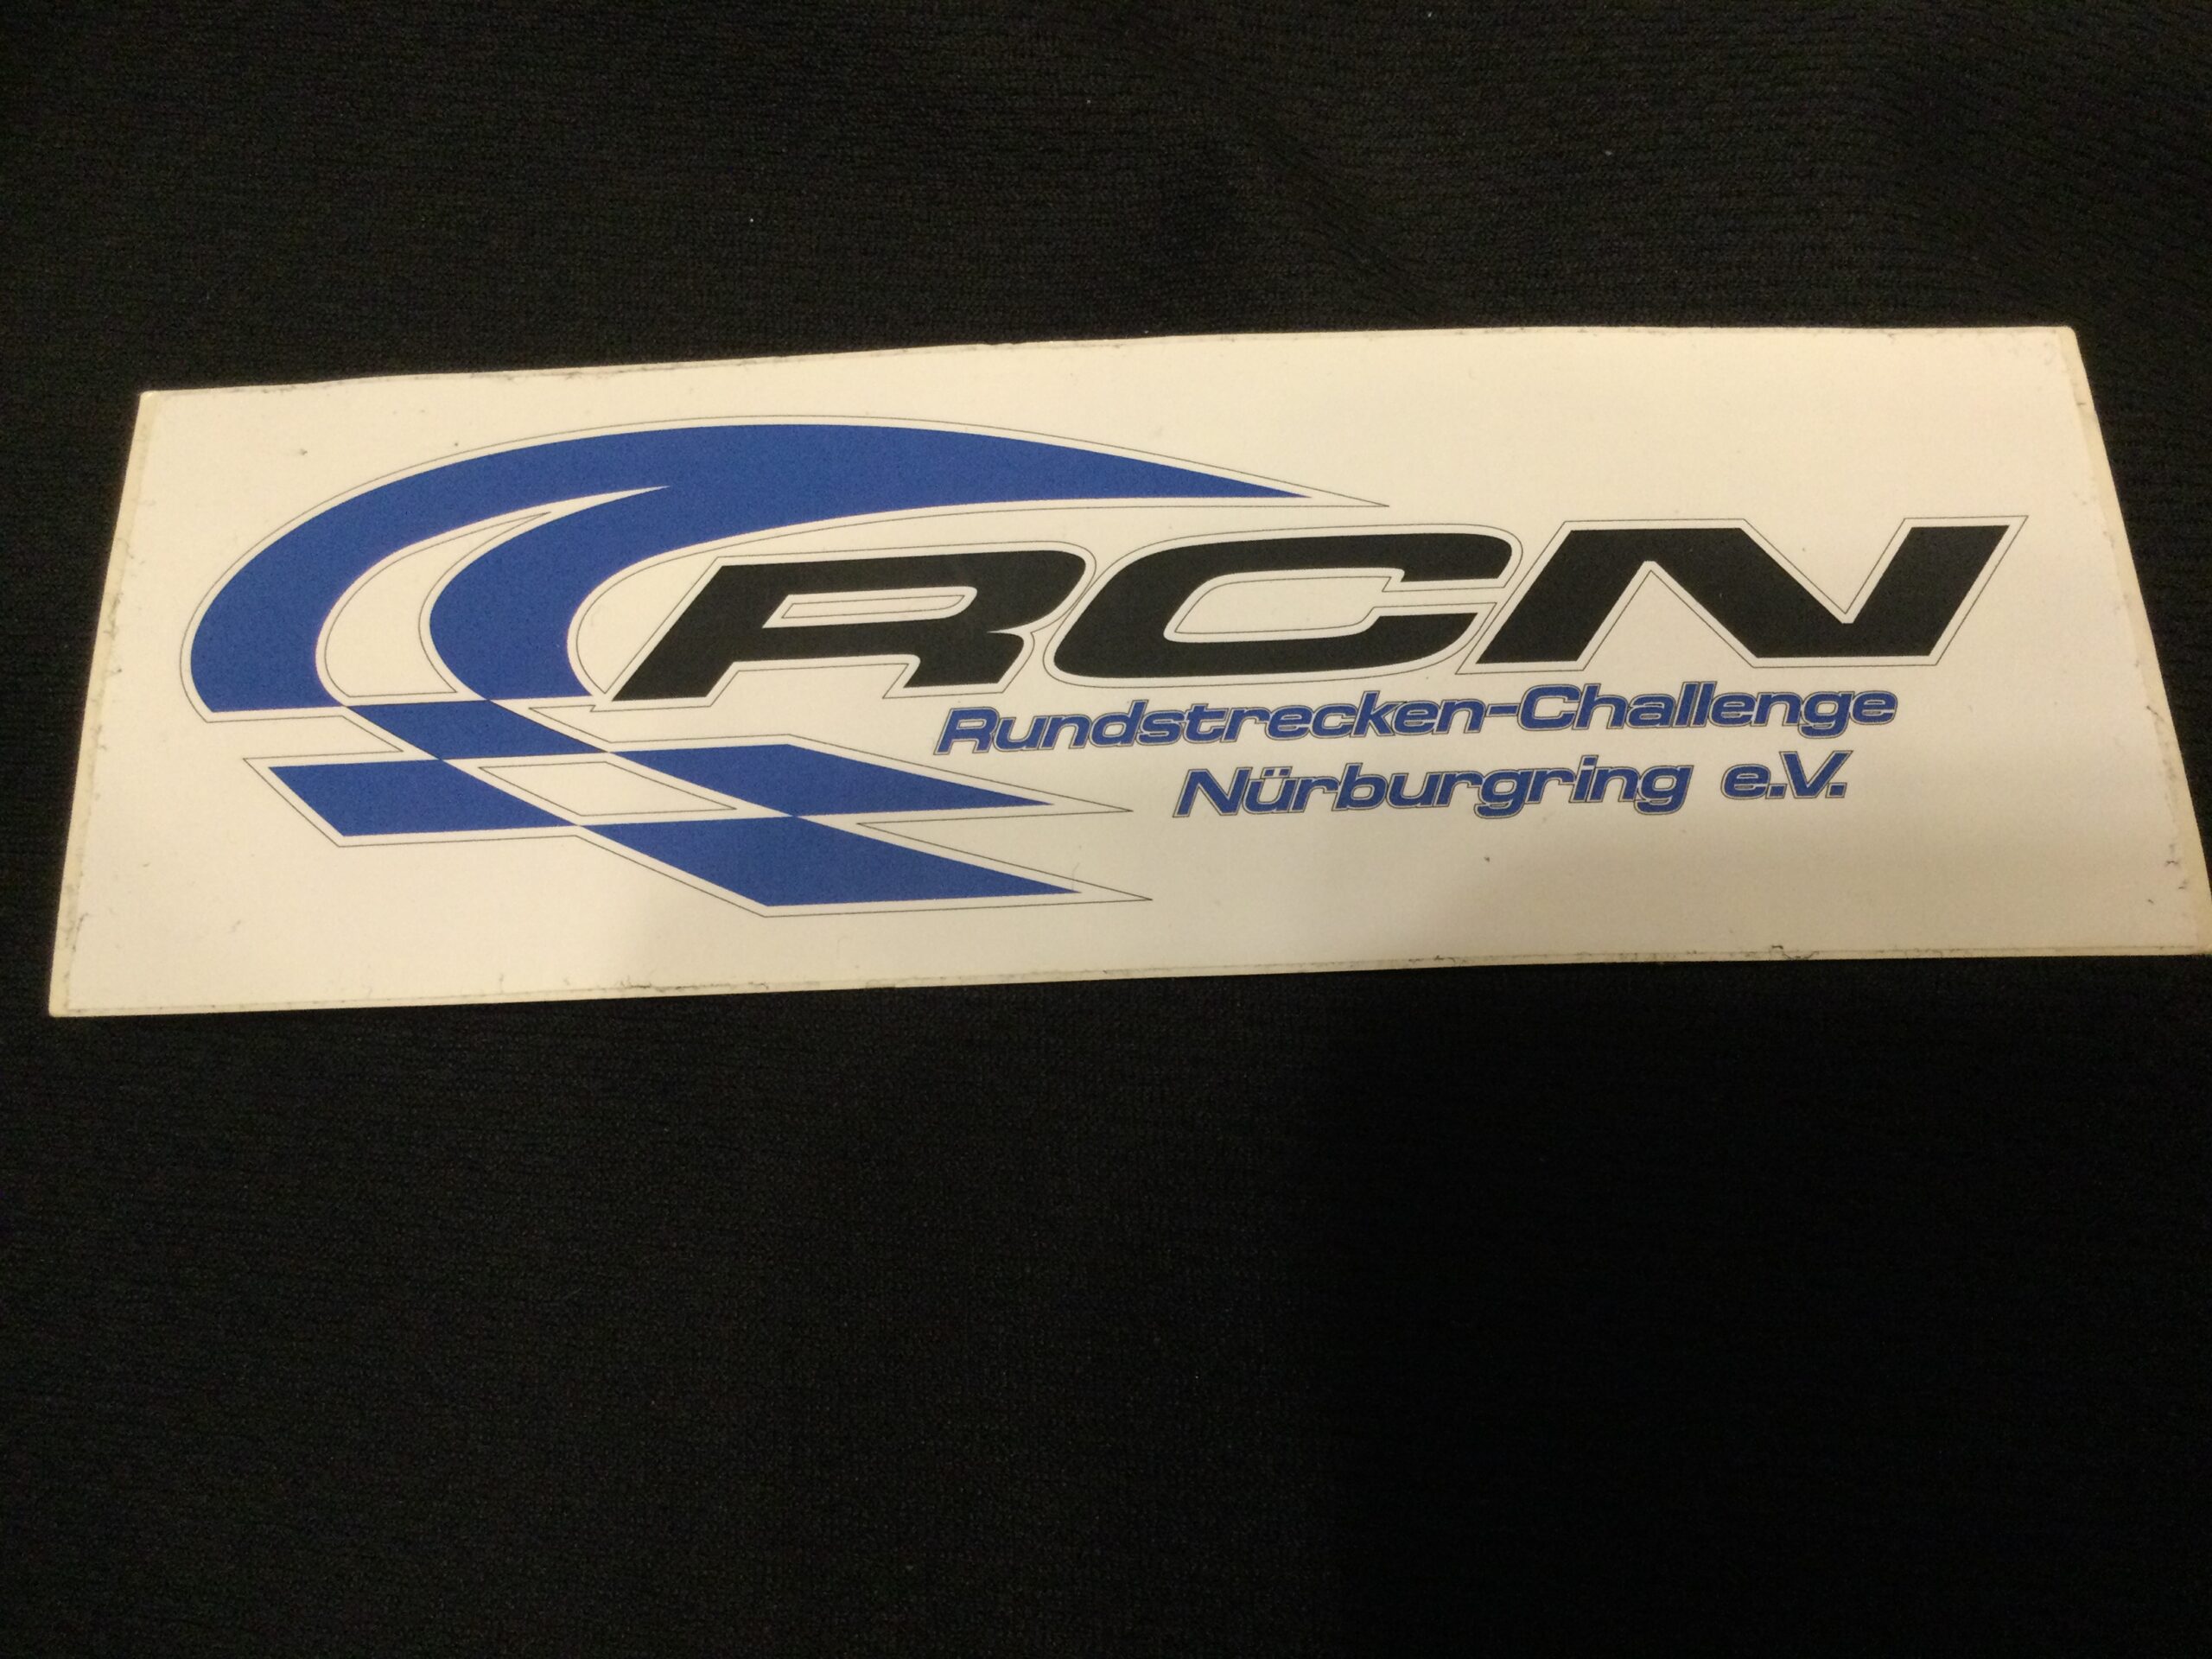 RCN
Rundstrecken-Challenge
Nürburgring e.V.